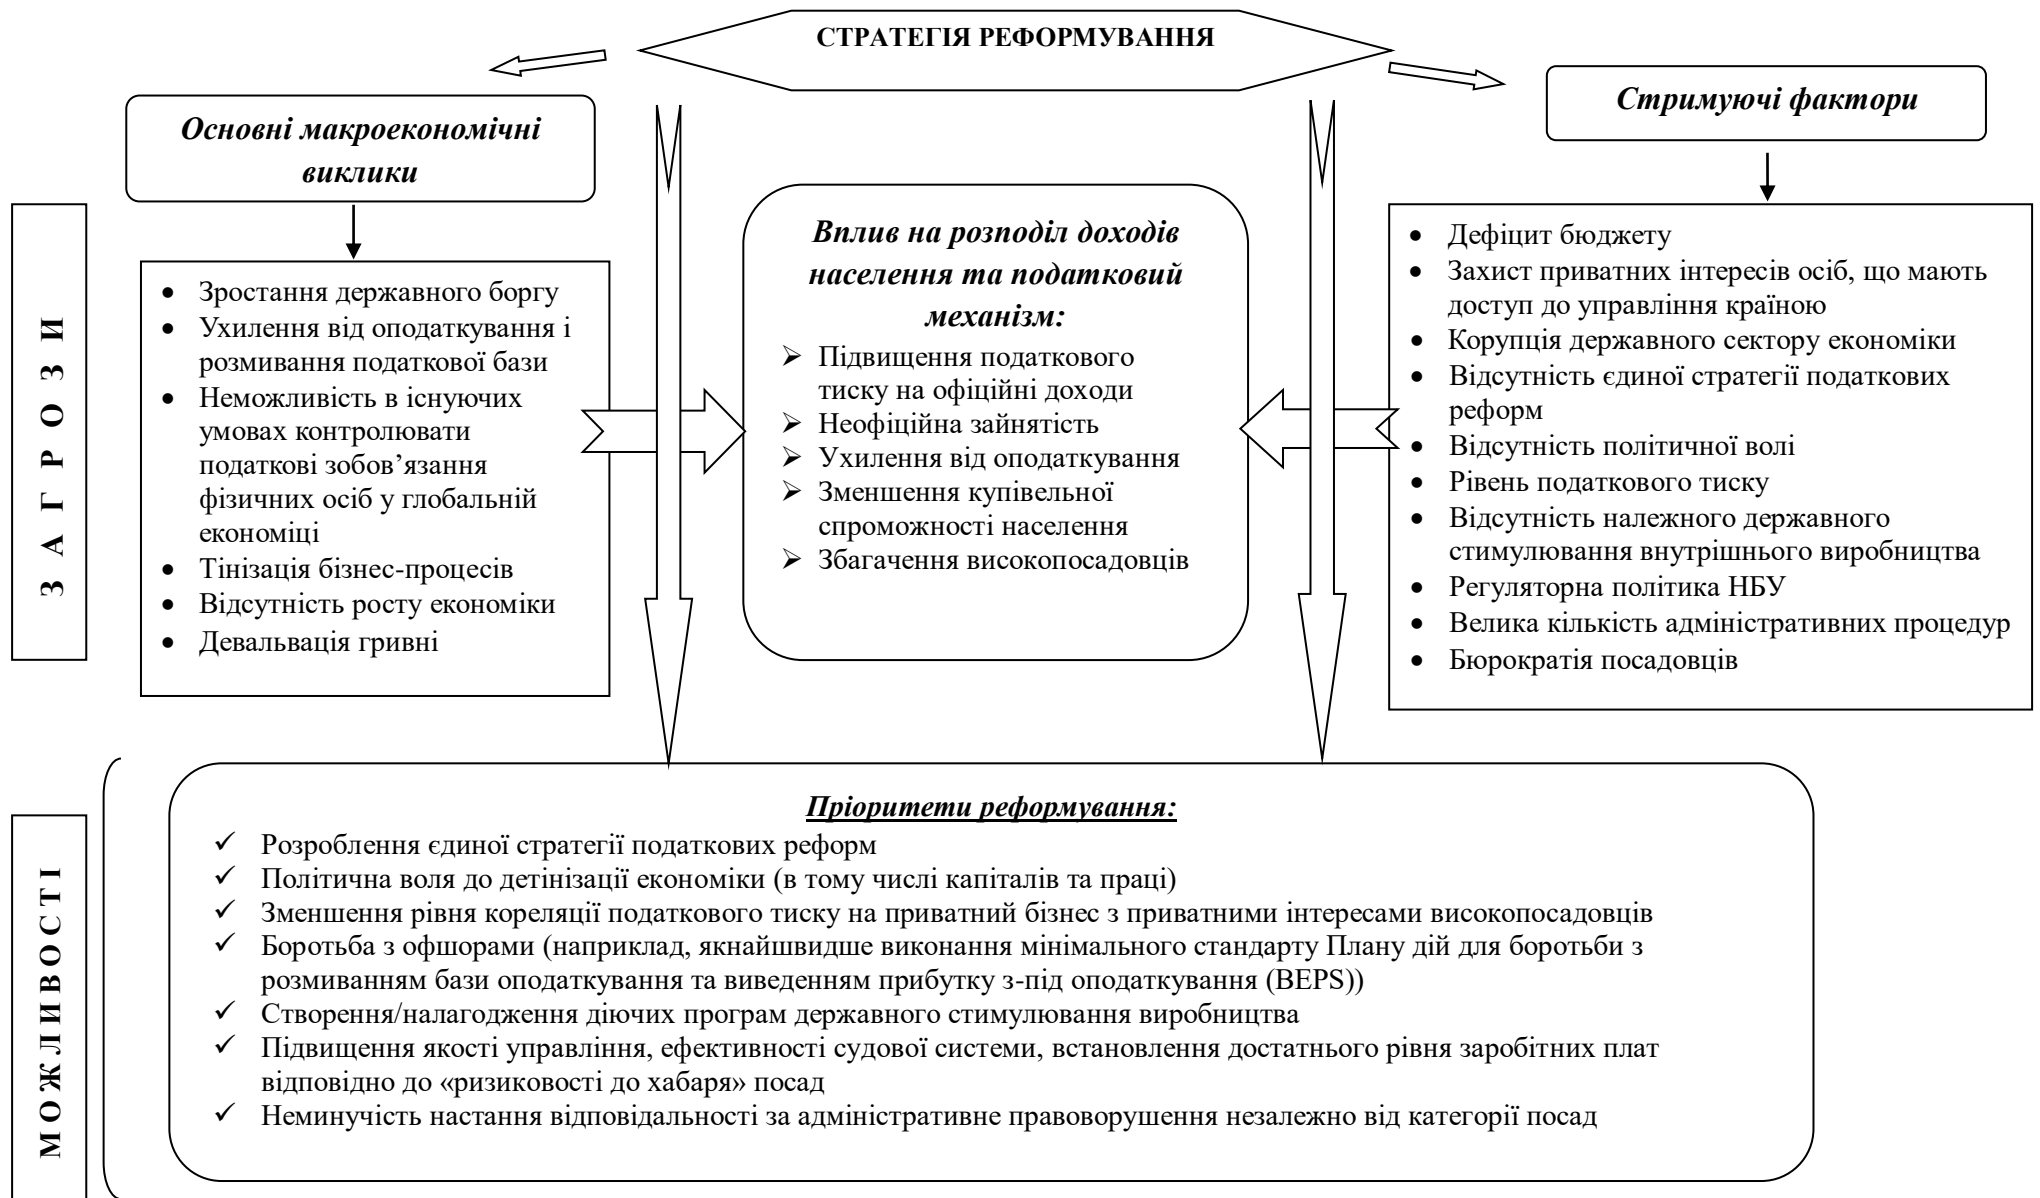 СТРАТЕГІЯ РЕФОРМУВАННЯ
Основні макроекономічні
виклики
Стримуючі фактори
ЗАГРОЗИ
Зростання державного боргу
Ухилення від оподаткування і
розмивання податкової бази
Неможливість в існуючих
умовах контролювати
податкові зобов’язання
фізичних осіб у глобальній
економіці
Тінізація бізнес-процесів
Відсутність росту економіки
Девальвація гривні
Вплив на розподіл доходів
населення та податковий
механізм:
Підвищення податкового
тиску на офіційні доходи
Неофіційна зайнятість
Ухилення від оподаткування
Зменшення купівельної
спроможності населення
Збагачення високопосадовців
Дефіцит бюджету
Захист приватних інтересів осіб, що мають
доступ до управління країною
Корупція державного сектору економіки
Відсутність єдиної стратегії податкових
реформ
Відсутність політичної волі
Рівень податкового тиску
Відсутність належного державного
стимулювання внутрішнього виробництва
Регуляторна політика НБУ
Велика кількість адміністративних процедур
Бюрократія посадовців
МОЖЛИВОСТІ
Пріоритети реформування:
Розроблення єдиної стратегії податкових реформ
Політична воля до детінізації економіки (в тому числі капіталів та праці)
Зменшення рівня кореляції податкового тиску на приватний бізнес з приватними інтересами високопосадовців
Боротьба з офшорами (наприклад, якнайшвидше виконання мінімального стандарту Плану дій для боротьби з
розмиванням бази оподаткування та виведенням прибутку з-під оподаткування (BEPS))
Створення/налагодження діючих програм державного стимулювання виробництва
Підвищення якості управління, ефективності судової системи, встановлення достатнього рівня заробітних плат
відповідно до «ризиковості до хабаря» посад
Неминучість настання відповідальності за адміністративне правоворушення незалежно від категорії посад